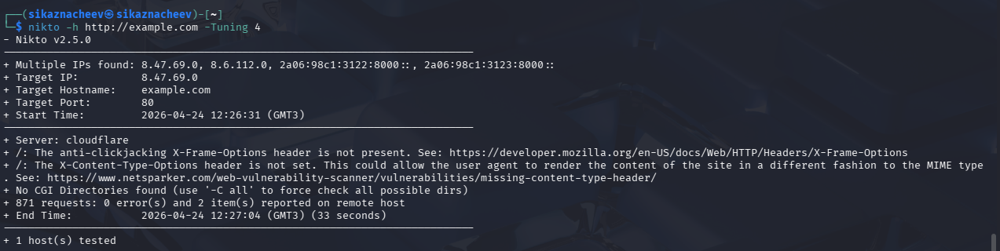 ┌──(sikaznacheev㉿sikaznacheev)-[~]
└─$ nikto -h http://example.com -Tuning 4
- Nikto v2.5.0
---------------------------------------------------------------------------
+ Multiple IPs found: 8.47.69.0, 8.6.112.0, 2a06:98c1:3122:8000::, 2a06:98c1:3123:8000::
+ Target IP:          8.47.69.0
+ Target Hostname:    example.com
+ Target Port:        80
+ Start Time:         2026-04-24 12:26:31 (GMT3)
---------------------------------------------------------------------------
+ Server: cloudflare
+ /: The anti-clickjacking X-Frame-Options header is not present. See: https://developer.mozilla.org/en-US/docs/Web/HTTP/Headers/X-Frame-Options
+ /: The X-Content-Type-Options header is not set. This could allow the user agent to render the content of the site in a different fashion to the MIME type
. See: https://www.netsparker.com/web-vulnerability-scanner/vulnerabilities/missing-content-type-header/
+ No CGI Directories found (use '-C all' to force check all possible dirs)
+ 871 requests: 0 error(s) and 2 item(s) reported on remote host
+ End Time:           2026-04-24 12:27:04 (GMT3) (33 seconds)
---------------------------------------------------------------------------
+ 1 host(s) tested